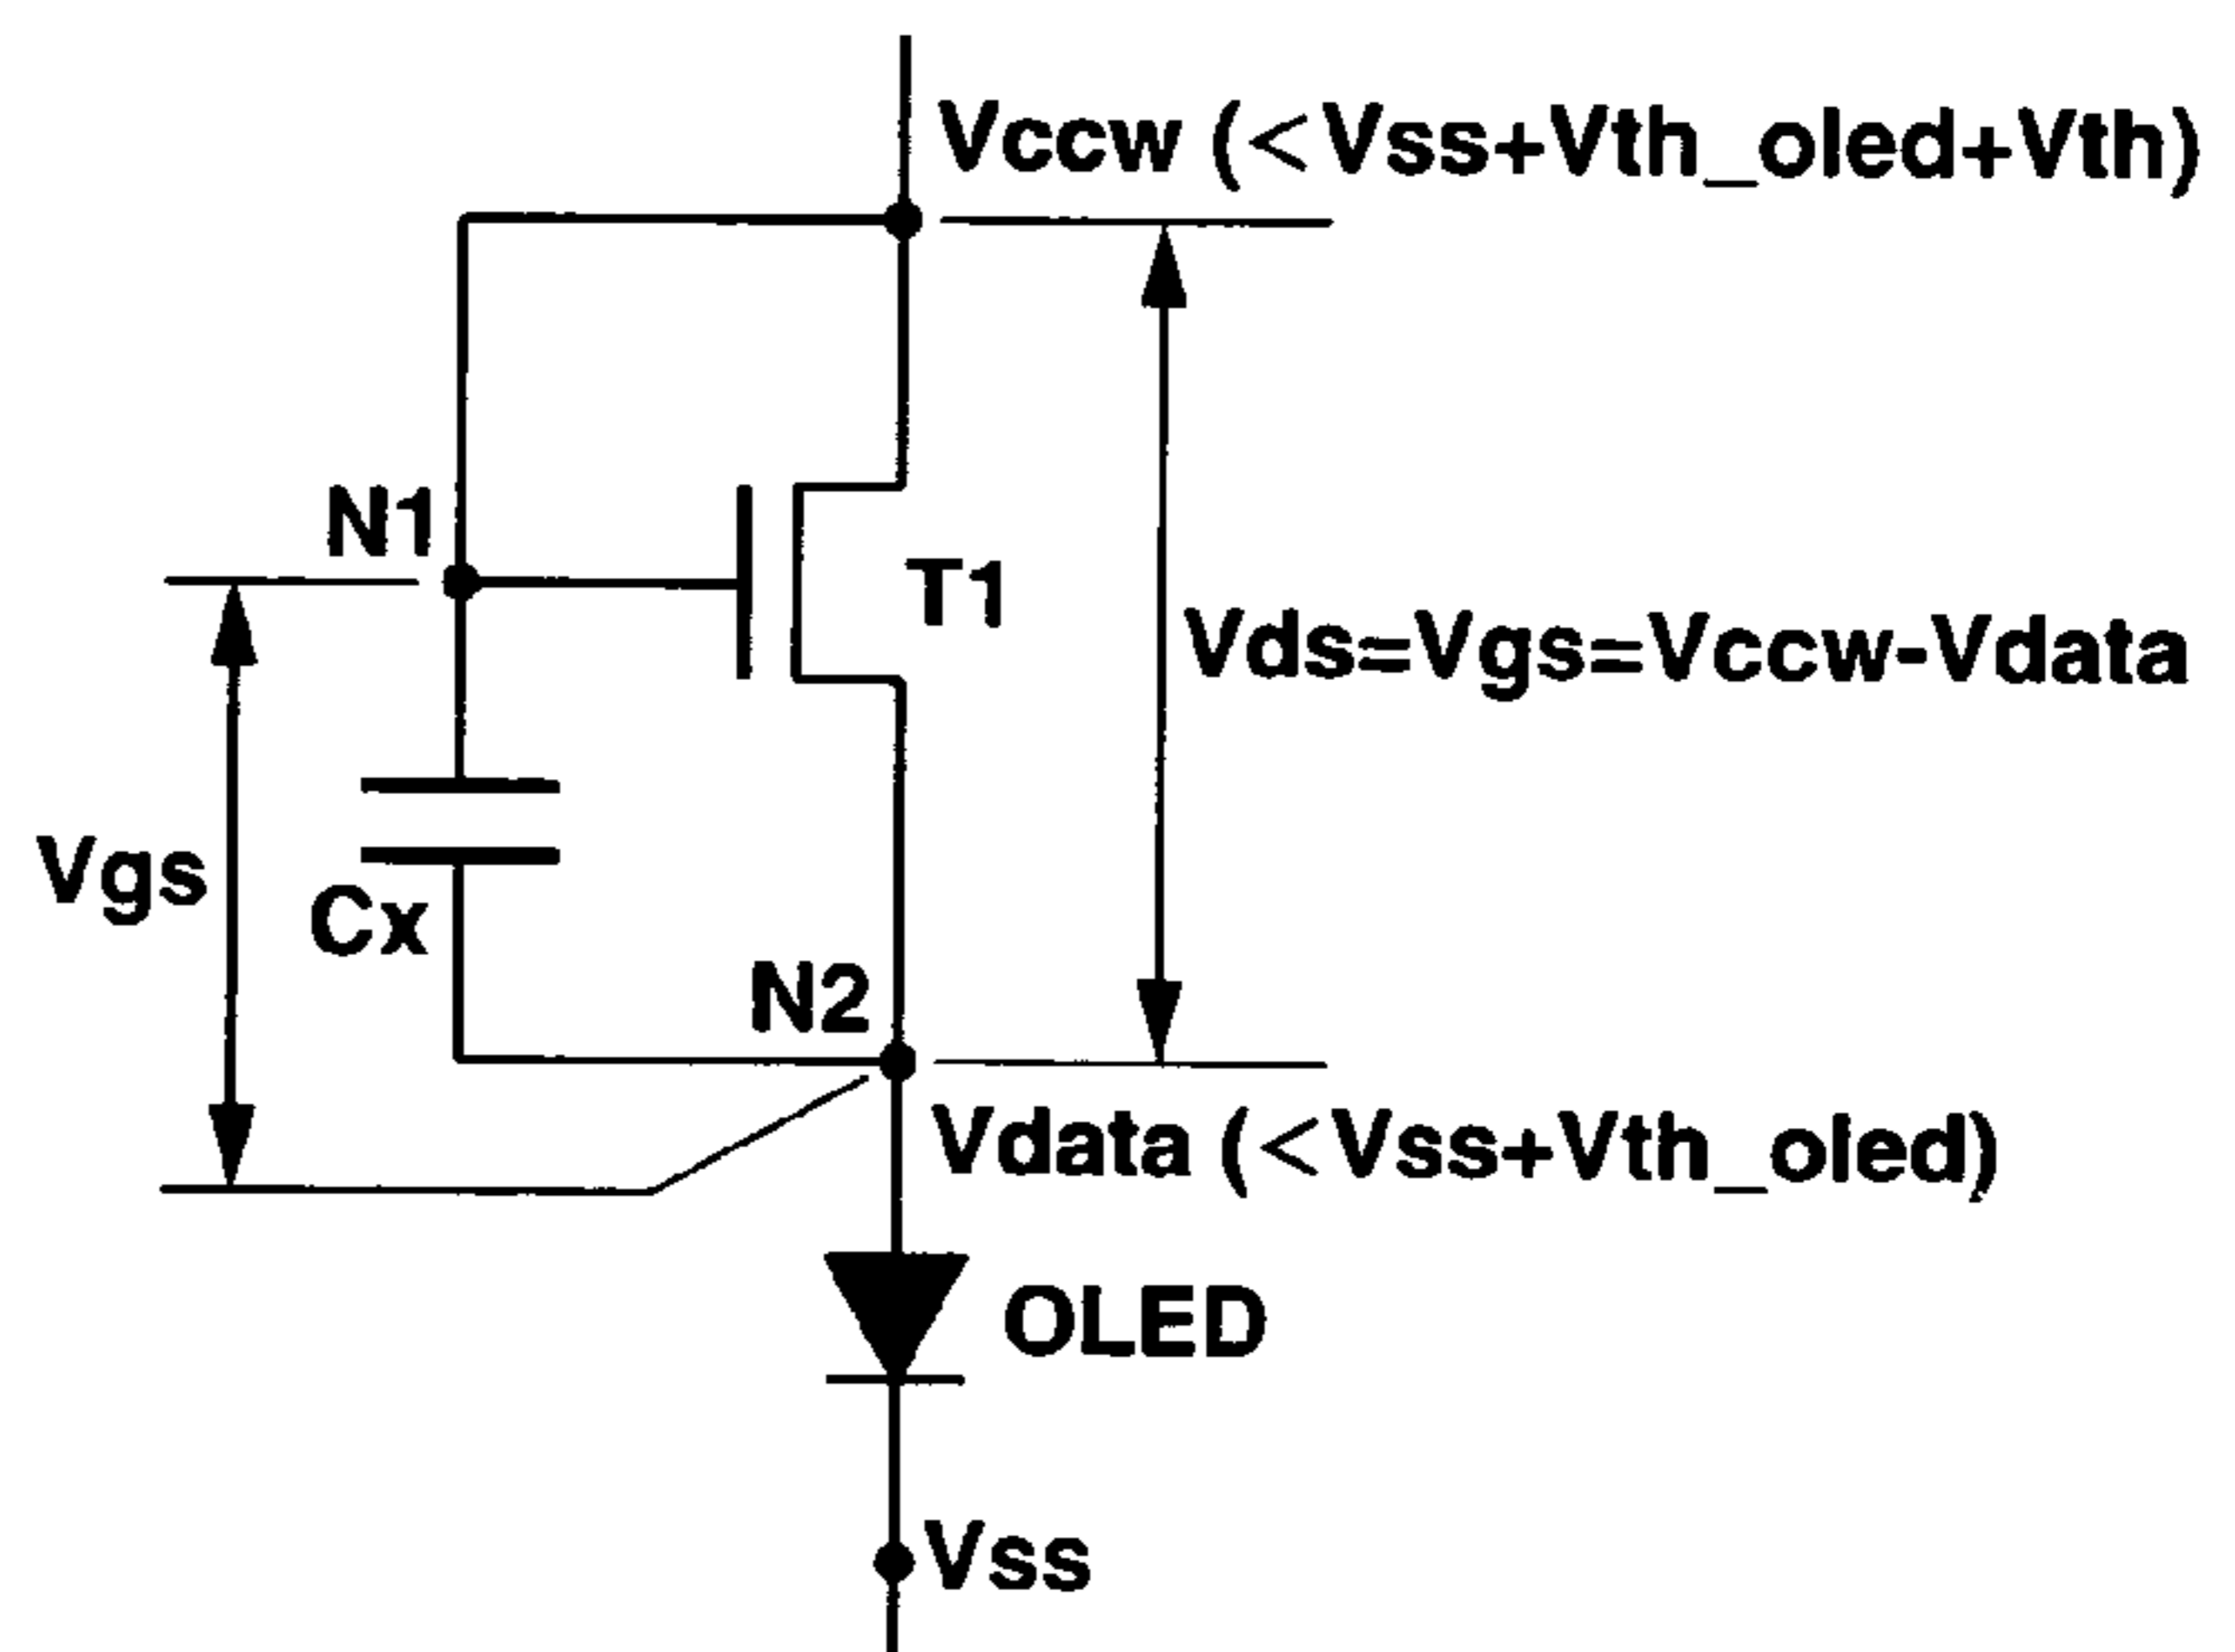 Vccw (<Vss+Vth_oled+Vth)
N1
T1
Vds=Vgs=Vccw-Vdata
Vgs
Cx
N2
Vdata (<Vss+Vth_oled)
OLED
Vss